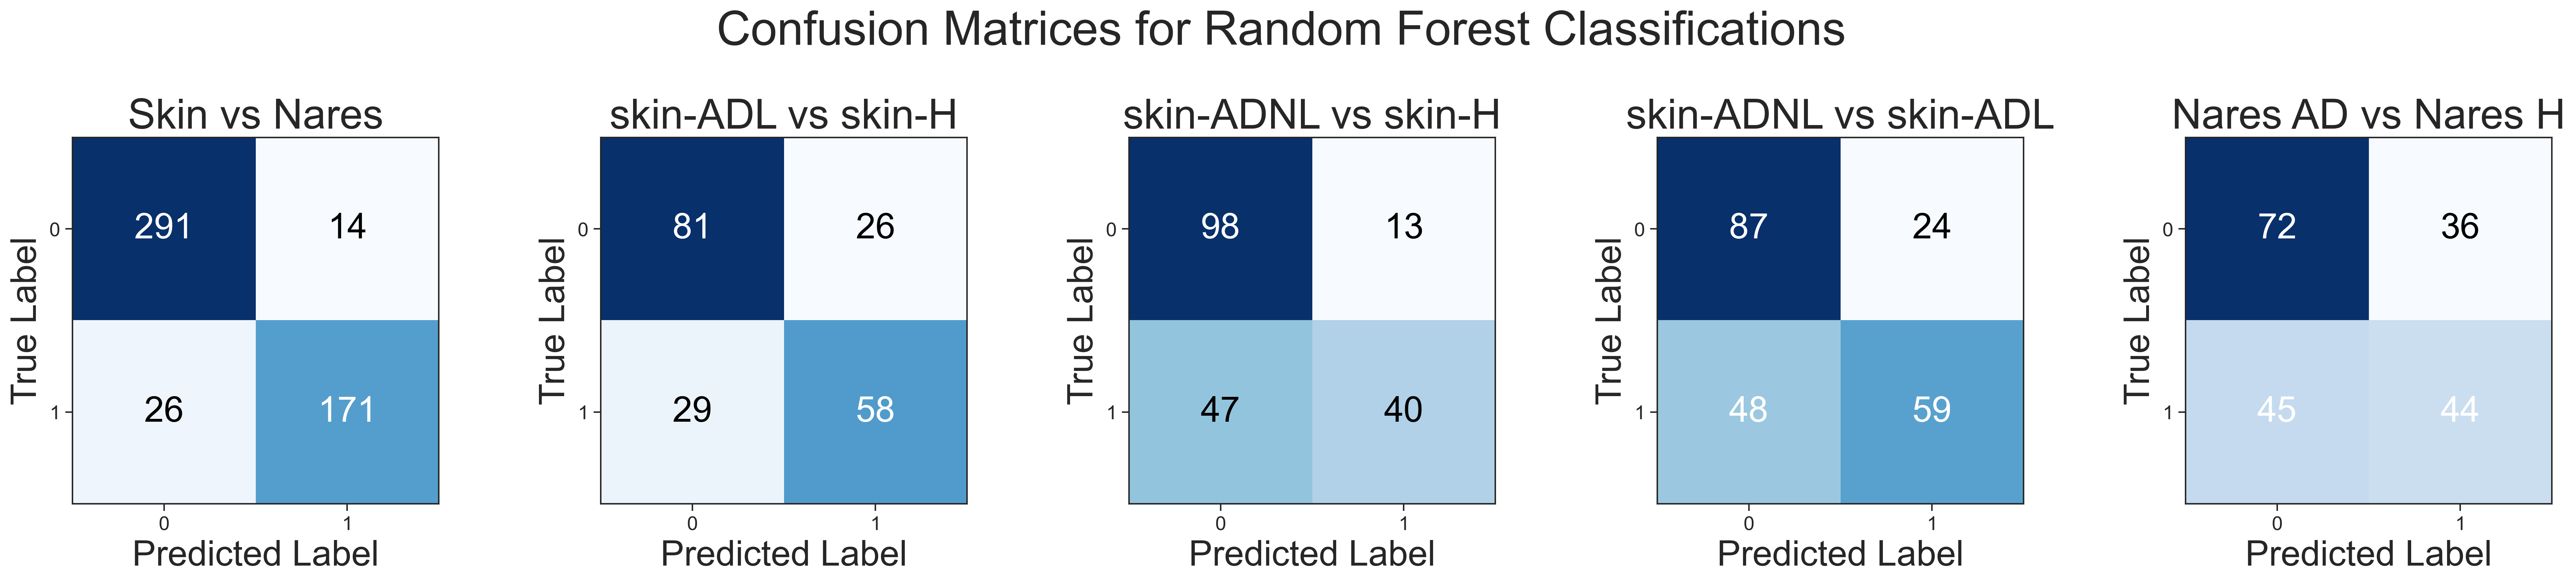 Confusion Matrices for Random Forest Classifications
Skin vs Nares
True Label
0
291
14
1
26
171
0
1
Predicted Label
skin-ADL vs skin-H
True Label
0
81
26
1
29
58
0
1
Predicted Label
skin-ADNL vs skin-H
True Label
0
98
13
1
47
40
0
1
Predicted Label
skin-ADNL vs skin-ADL
True Label
0
87
24
1
48
59
0
1
Predicted Label
Nares AD vs Nares H
True Label
0
72
36
1
45
44
0
1
Predicted Label